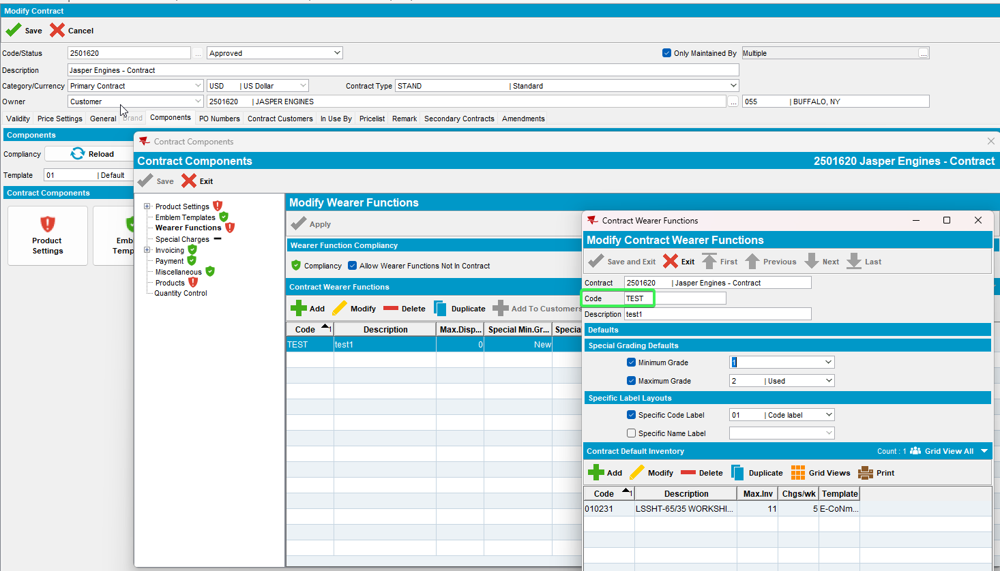 Modify Contract
Save Cancel
Code/Status 2501620 ... Approved Only Maintained By Multiple ...
Description Jasper Engines - Contract
Category/Currency Primary Contract USD | US Dollar Contract Type STAND | Standard
Owner Customer 2501620 | JASPER ENGINES ... 055 | BUFFALO, NY
Validity Price Settings General Brand Components PO Numbers Contract Customers In Use By Pricelist Remark Secondary Contracts Amendments
Components
Compliancy Reload
Template 01 | Default
Contract Components
Product
Settings
Emb
Temp
Contract Components
Contract Components 2501620 Jasper Engines - Contract
Save Exit
Product Settings
Emblem Templates
Wearer Functions
Special Charges
Invoicing
Payment
Miscellaneous
Products
Quantity Control
Modify Wearer Functions
Apply
Wearer Function Compliancy
Compliancy Allow Wearer Functions Not In Contract
Contract Wearer Functions
Add Modify Delete Duplicate Add To Customers
Code 1 Description Max.Disp... Special Min.Gr... Specia
TEST test1 0 New
Contract Wearer Functions
Modify Contract Wearer Functions
Save and Exit Exit First Previous Next Last
Contract 2501620 | Jasper Engines - Contract
Code TEST
Description test1
Defaults
Special Grading Defaults
Minimum Grade 1
Maximum Grade 2 | Used
Specific Label Layouts
Specific Code Label 01 | Code label
Specific Name Label
Contract Default Inventory Count : 1 Grid View All
Add Modify Delete Duplicate Grid Views Print
Code 1 Description Max.Inv Chgs/wk Template
010231 LSSHT-65/35 WORKSHI... 11 5 E-CoNm...